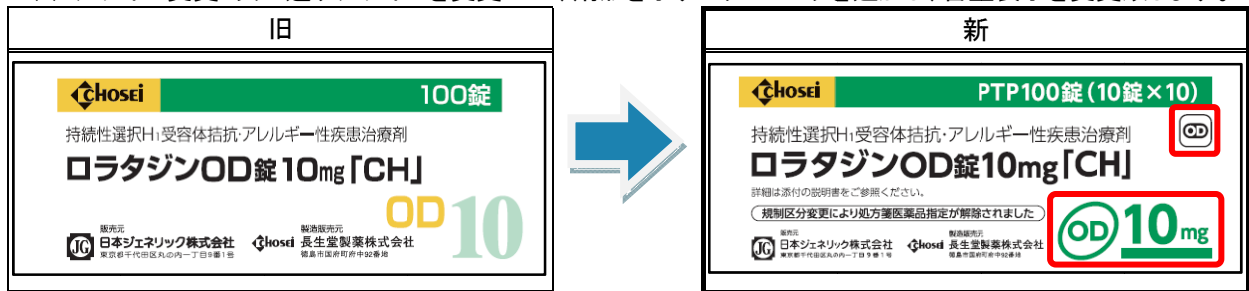 旧
新
chosei
100錠
持続性選択H₁受容体拮抗・アレルギー性疾患治療剤
ロラタジンOD錠10mg「CH」
OD10
販売元
JG 日本ジェネリック株式会社
東京都千代田区丸の内一丁目9番1号
製造販売元
chosei 長生堂製薬株式会社
徳島市国府町府中92番地
chosei
PTP100錠(10錠×10)
持続性選択H₁受容体拮抗・アレルギー性疾患治療剤
OD
ロラタジンOD錠10mg「CH」
詳細は添付の説明書をご参照ください。
規制区分変更により処方箋医薬品指定が解除されました
OD 10mg
販売元
JG 日本ジェネリック株式会社
東京都千代田区丸の内一丁目9番1号
製造販売元
chosei 長生堂製薬株式会社
徳島市国府町府中92番地